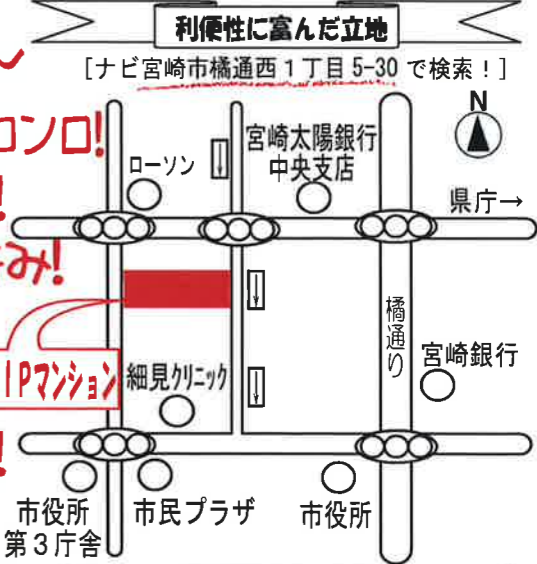 利便性に富んだ立地
[ナビ宮崎市橘通西１丁目 5-30 で検索！]
コンロ!
N
ローソン
宮崎太陽銀行
中央支店
県庁→
み!
橘通り
IPマンション
細見クリニック
宮崎銀行
市役所
第３庁舎
市民プラザ
市役所